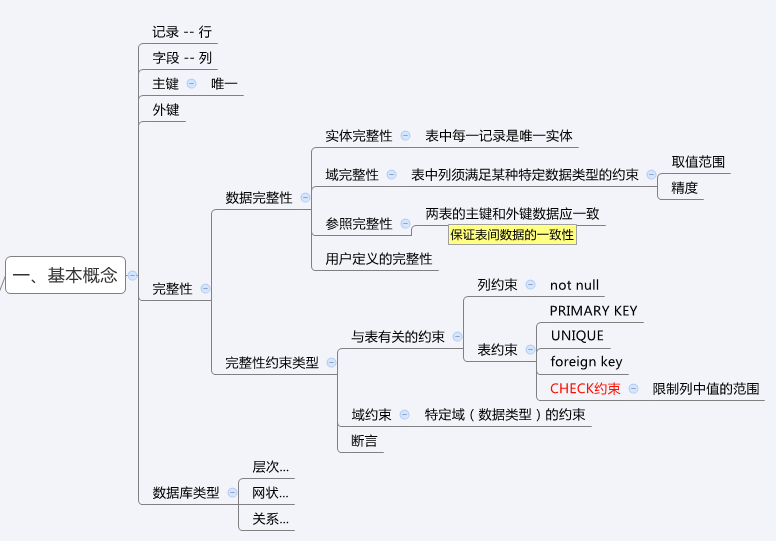 一、基本概念
记录 -- 行
字段 -- 列
主键
唯一
外键
完整性
数据完整性
实体完整性
表中每一记录是唯一实体
域完整性
表中列须满足某种特定数据类型的约束
取值范围
精度
参照完整性
两表的主键和外键数据应一致
保证表间数据的一致性
用户定义的完整性
完整性约束类型
与表有关的约束
列约束
not null
表约束
PRIMARY KEY
UNIQUE
foreign key
CHECK约束
限制列中值的范围
域约束
特定域（数据类型）的约束
断言
数据库类型
层次...
网状...
关系...